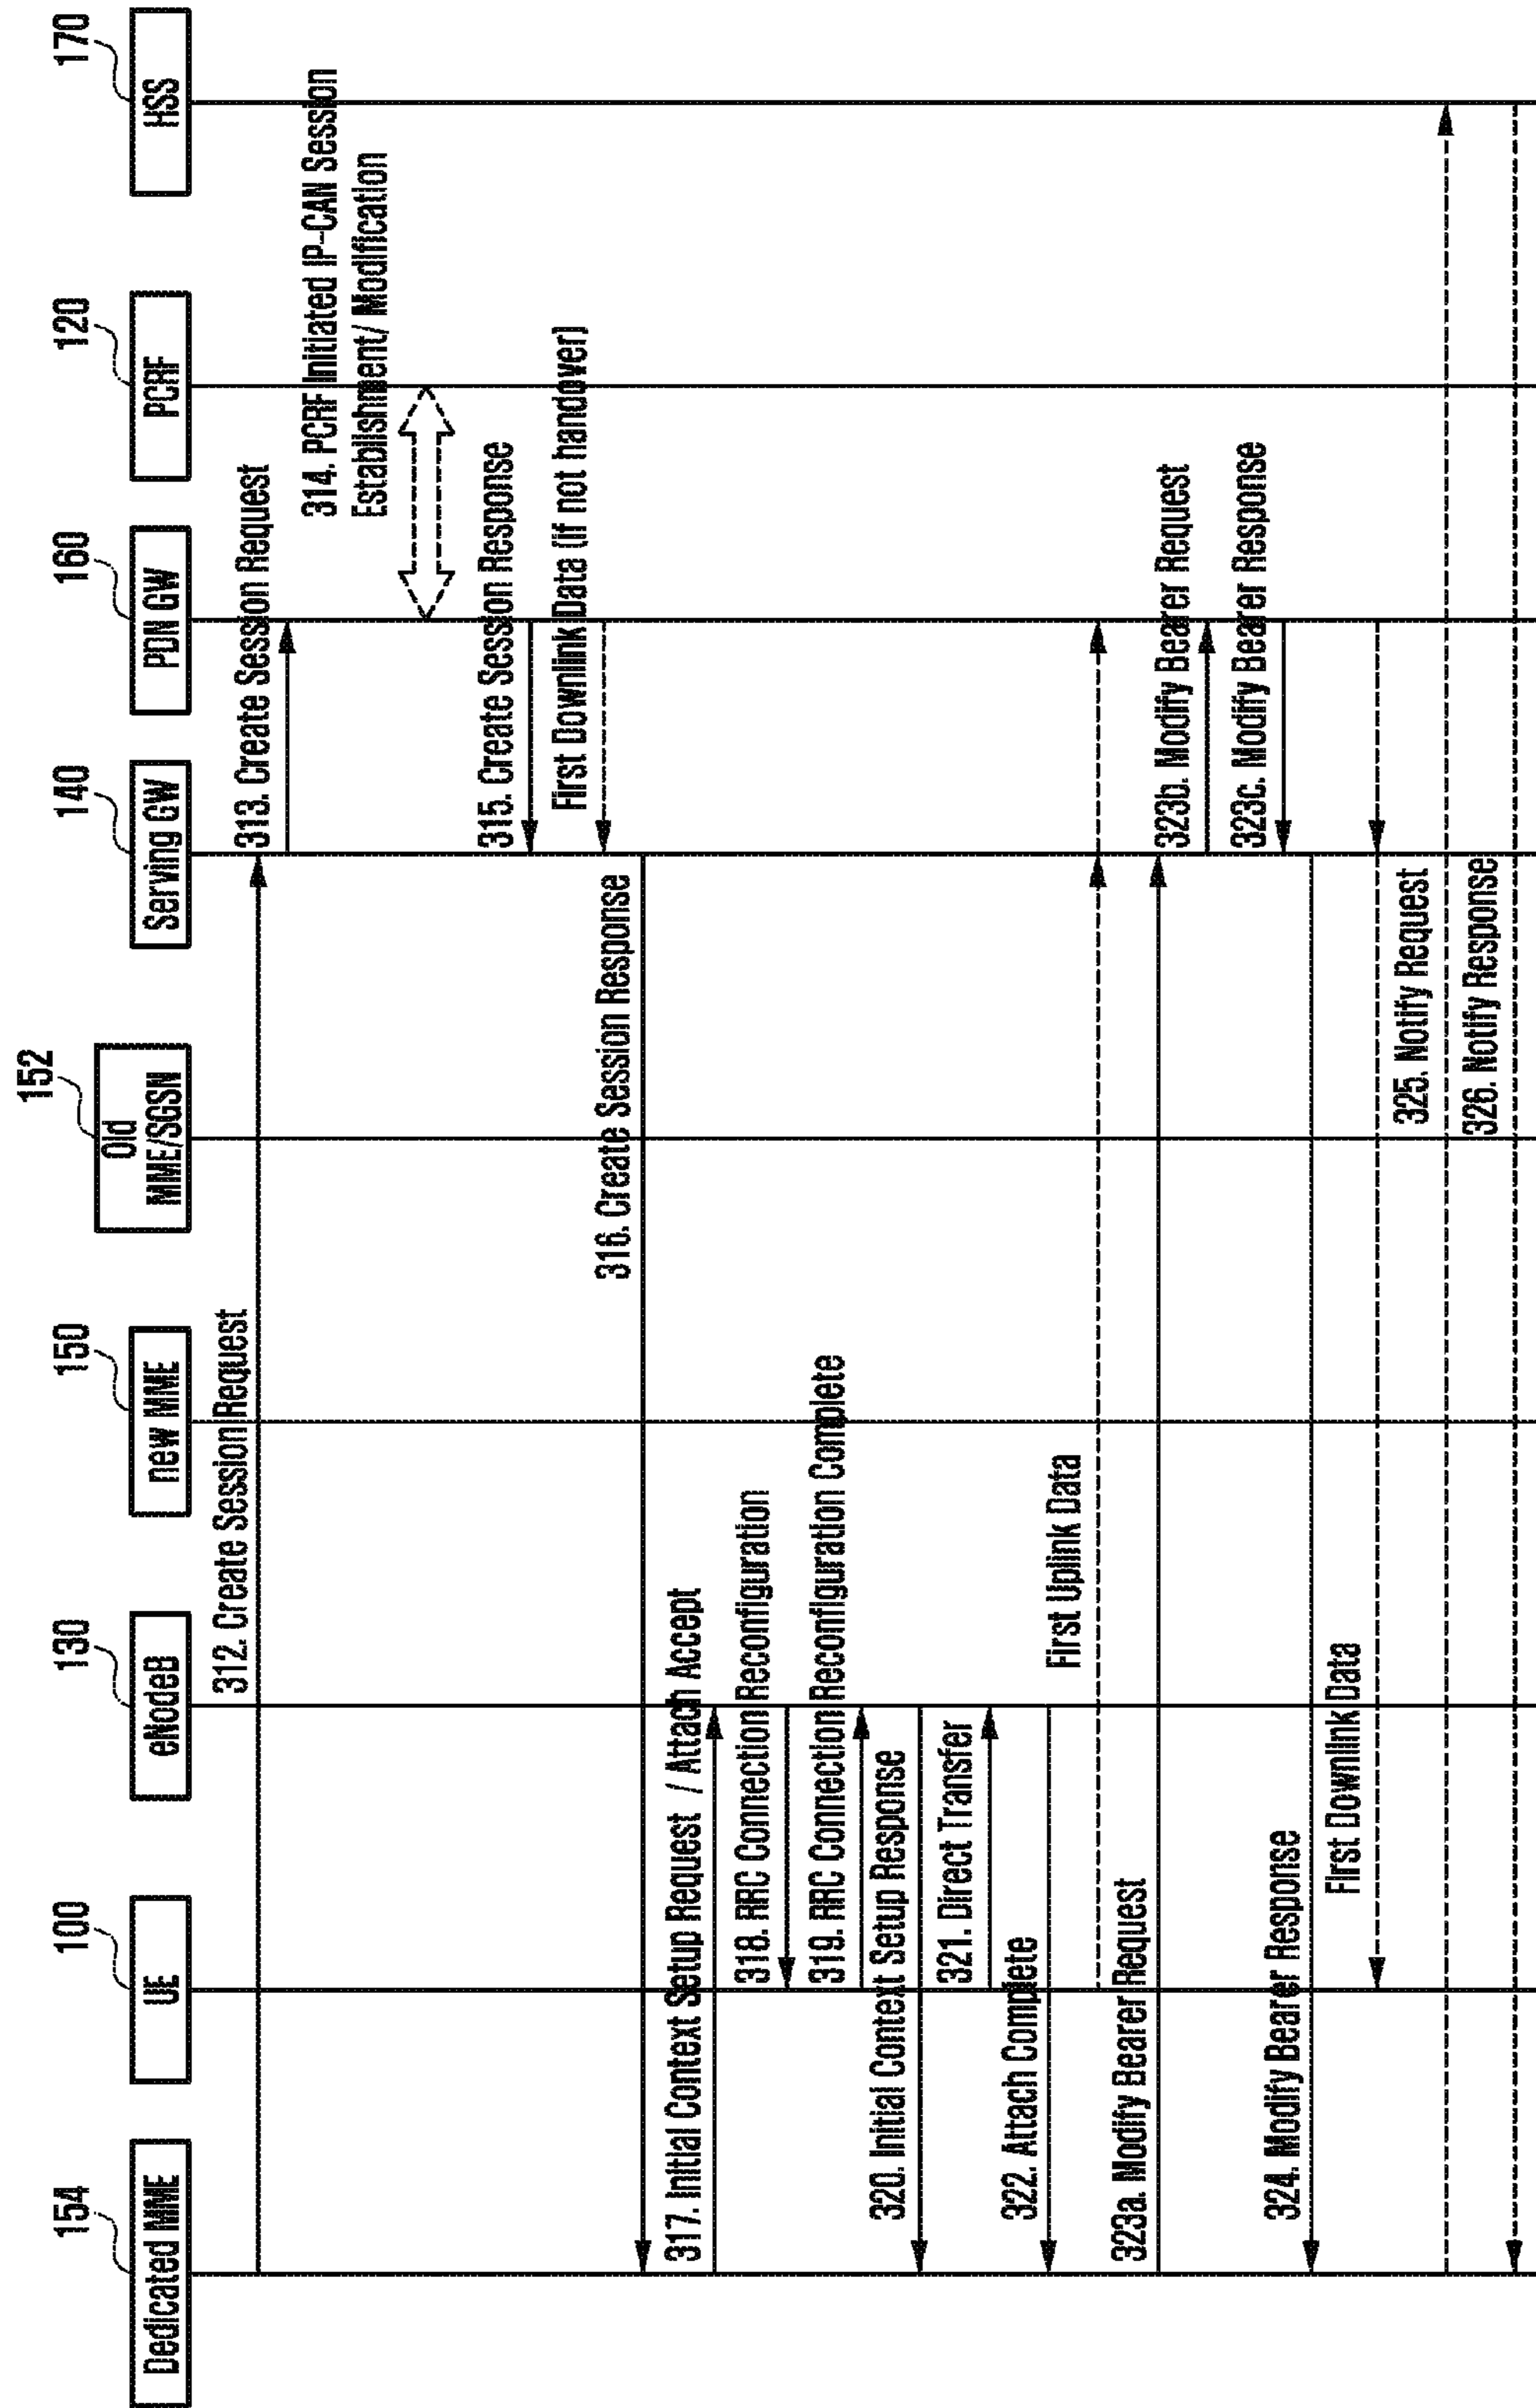 154
100
130
150
152
140
160
120
170
Dedicated MME
UE
eNodeB
new MME
Old
MME/SGSN
Serving GW
PDN GW
PCRF
HSS
312. Create Session Request
313. Create Session Request
314. PCRF Initiated IP-CAN Session
Establishment/ Modification
315. Create Session Response
First Downlink Data (if not handover)
316. Create Session Response
317. Initial Context Setup Request / Attach Accept
318. RRC Connection Reconfiguration
319. RRC Connection Reconfiguration Complete
320. Initial Context Setup Response
321. Direct Transfer
322. Attach Complete
First Uplink Data
323a. Modify Bearer Request
323b. Modify Bearer Request
323c. Modify Bearer Response
324. Modify Bearer Response
First Downlink Data
325. Notify Request
326. Notify Response